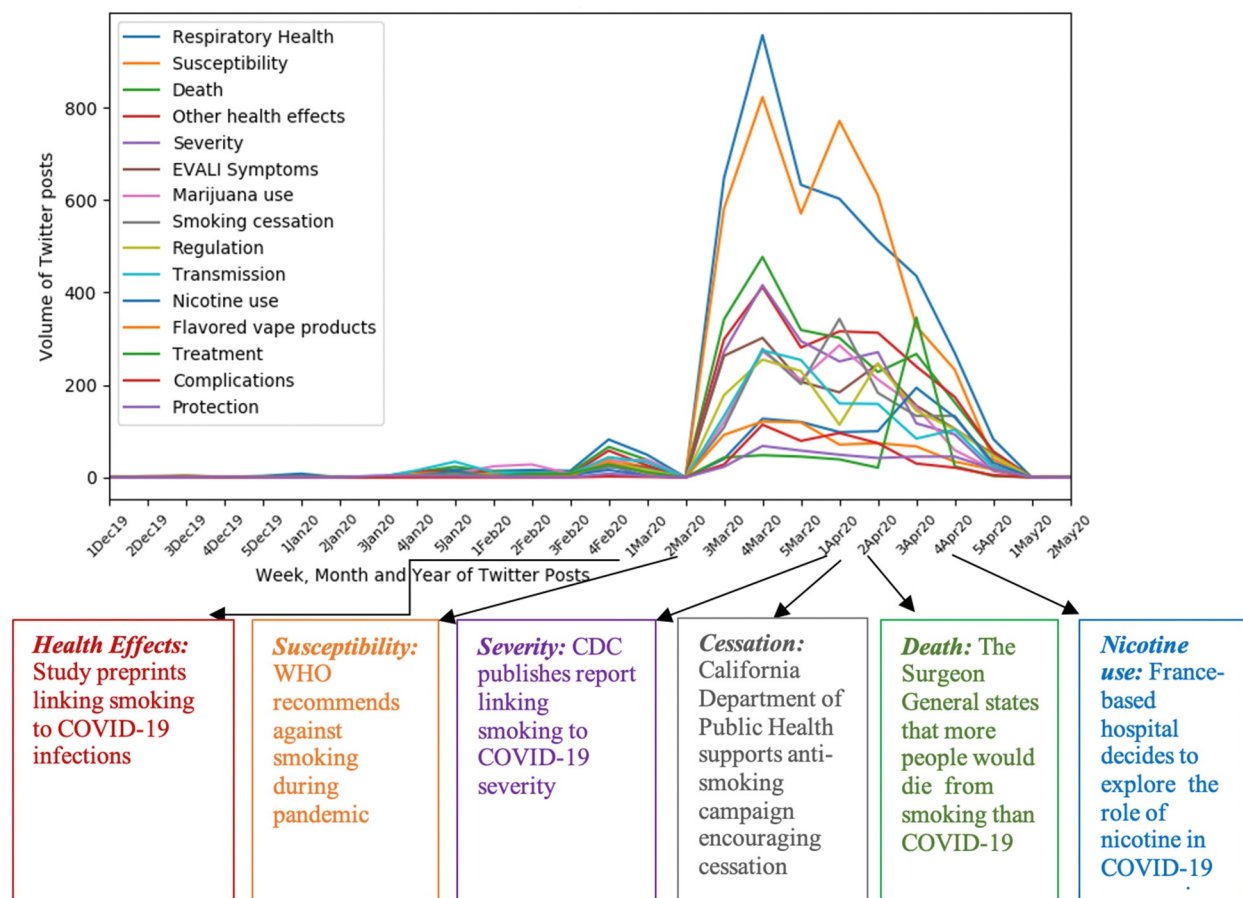 Respiratory Health
Susceptibility
Death
Other health effects
Severity
EVALI Symptoms
Marijuana use
Smoking cessation
Regulation
Transmission
Nicotine use
Flavored vape products
Treatment
Complications
Protection
Volume of Twitter posts
800
600
400
200
0
1Dec19
2Dec19
3Dec19
4Dec19
5Dec19
1Jan20
2Jan20
3Jan20
4Jan20
5Jan20
1Feb20
2Feb20
3Feb20
4Feb20
1Mar20
2Mar20
3Mar20
4Mar20
5Mar20
1Apr20
2Apr20
3Apr20
4Apr20
5Apr20
1May20
2May20
Week, Month and Year of Twitter Posts
Health Effects:
Study preprints
linking smoking
to COVID-19
infections
Susceptibility:
WHO
recommends
against
smoking
during
pandemic
Severity: CDC
publishes report
linking
smoking to
COVID-19
severity
Cessation:
California
Department of
Public Health
supports anti-
smoking
campaign
encouraging
cessation
Death: The
Surgeon
General states
that more
people would
die from
smoking than
COVID-19
Nicotine
use: France-
based
hospital
decides to
explore the
role of
nicotine in
COVID-19